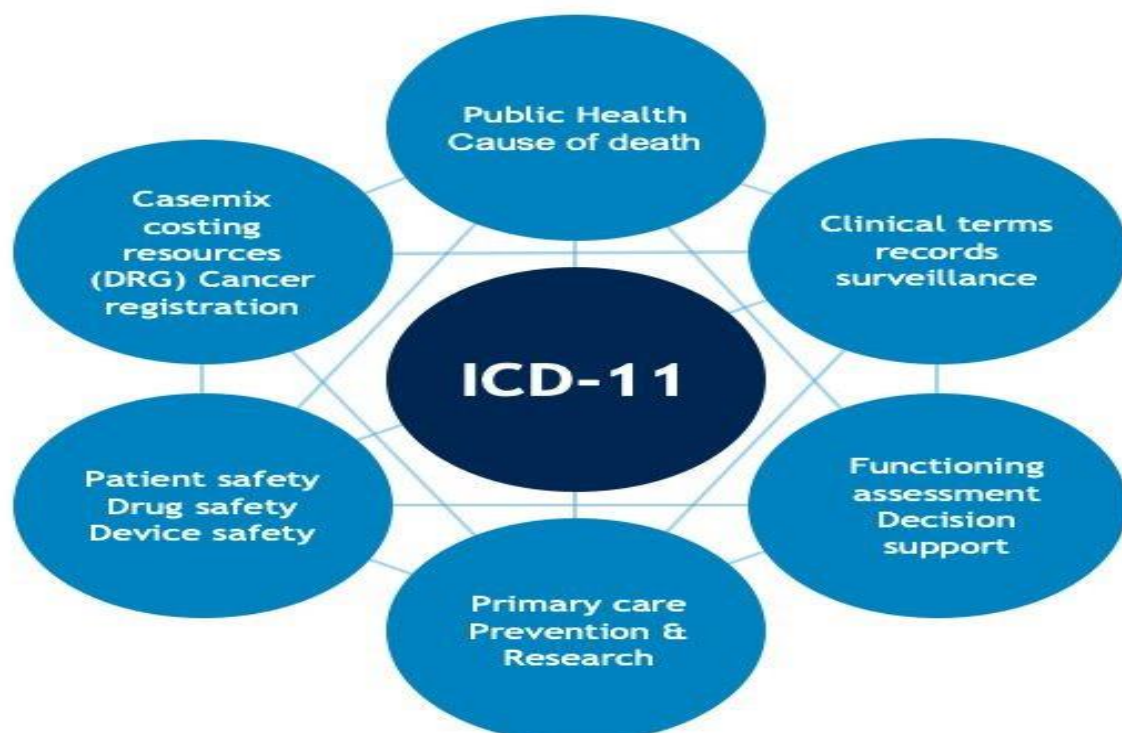 Public Health
Cause of death
Casemix
costing
resources
(DRG) Cancer
registration
Clinical terms
records
surveillance
ICD-11
Patient safety
Drug safety
Device safety
Functioning
assessment
Decision
support
Primary care
Prevention &
Research